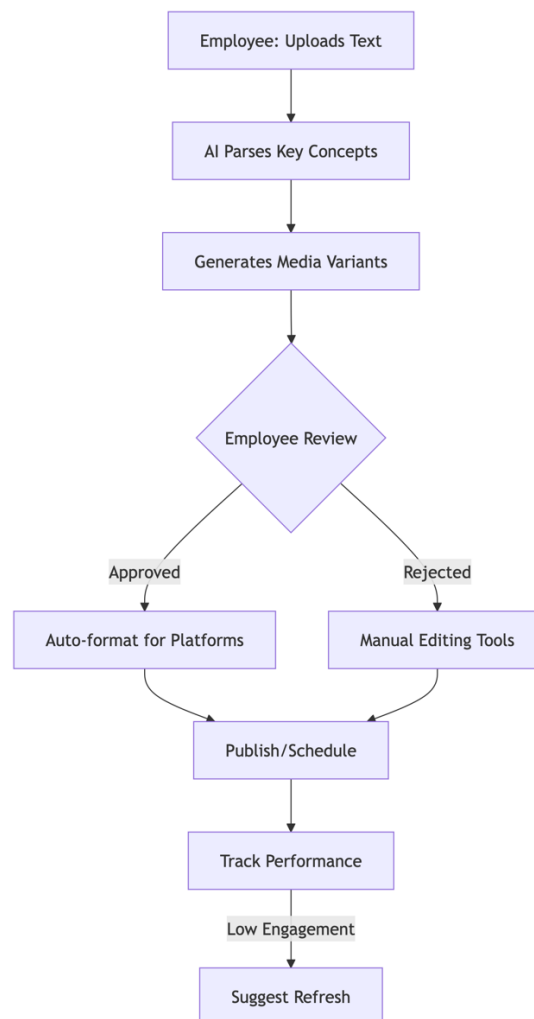 Employee: Uploads Text
AI Parses Key Concepts
Generates Media Variants
Employee Review
Approved
Rejected
Auto-format for Platforms
Manual Editing Tools
Publish/Schedule
Track Performance
Low Engagement
Suggest Refresh